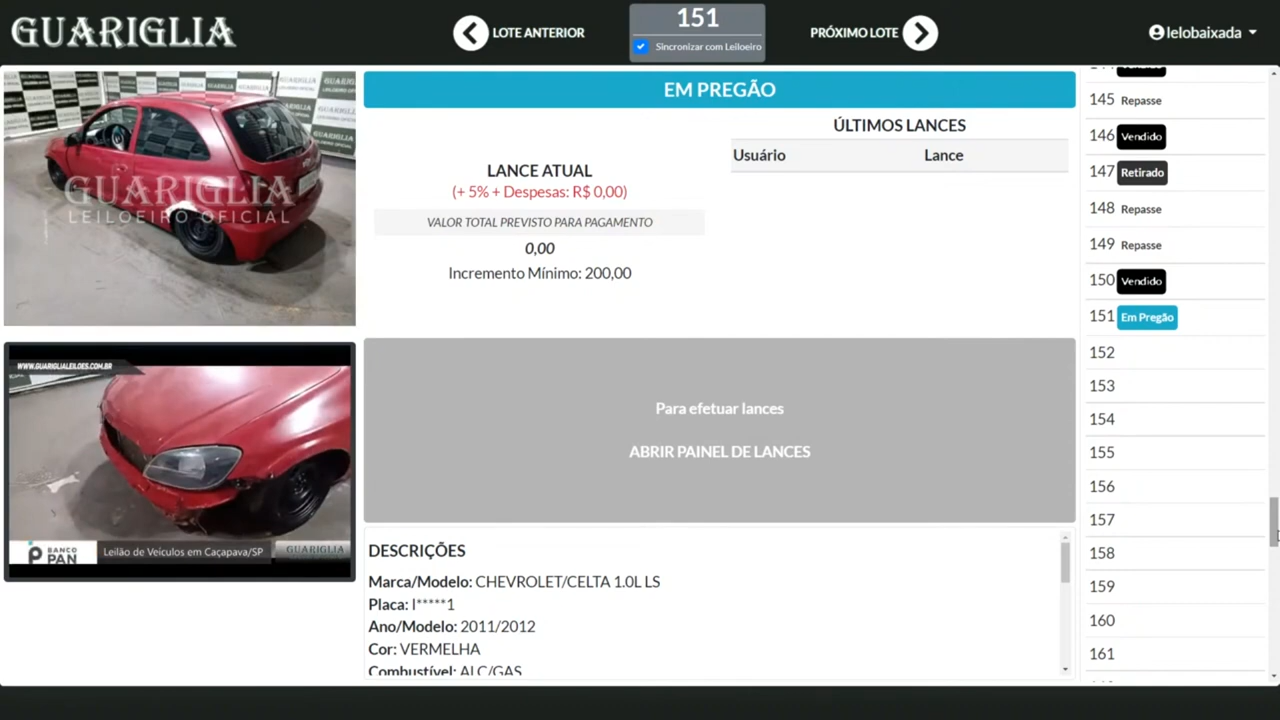 GUARIGLIA
LOTE ANTERIOR
151
Sincronizar com Leiloeiro
PRÓXIMO LOTE
lelobaixada
GUARIGLIA
LEILOEIRO OFICIAL
EM PREGÃO
LANCE ATUAL
(+ 5% + Despesas: R$ 0,00)
VALOR TOTAL PREVISTO PARA PAGAMENTO
0,00
Incremento Mínimo: 200,00
ÚLTIMOS LANCES
Usuário Lance
Para efetuar lances
ABRIR PAINEL DE LANCES
WWW.GUARIGLIALEILOES.COM.BR
BANCO PAN
Leilão de Veículos em Caçapava/SP
GUARIGLIA
DESCRIÇÕES
Marca/Modelo: CHEVROLET/CELTA 1.0L LS
Placa: I*****1
Ano/Modelo: 2011/2012
Cor: VERMELHA
Combustível: ALC/GAS
145 Repasse
146 Vendido
147 Retirado
148 Repasse
149 Repasse
150 Vendido
151 Em Pregão
152
153
154
155
156
157
158
159
160
161